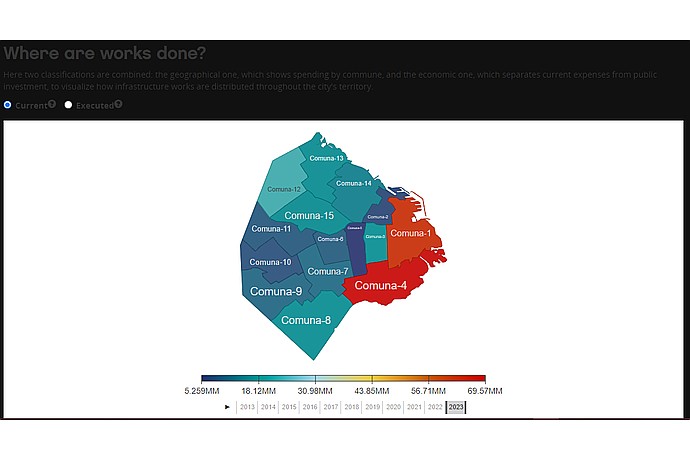 Where are works done?
Here two classifications are combined: the geographical one, which shows spending by commune, and the economic one, which separates current expenses from public
investment, to visualize how infrastructure works are distributed throughout the city's territory.
Current? Executed?
Comuna-13
Comuna-14
Comuna-12
Comuna-15
Comuna-2
Comuna-11
Comuna-6
Comuna-1
Comuna-10
Comuna-7
Comuna-9
Comuna-4
Comuna-8
5.259MM 18.12MM 30.98MM 43.85MM 56.71MM 69.57MM
2013 2014 2015 2016 2017 2018 2019 2020 2021 2022 2023